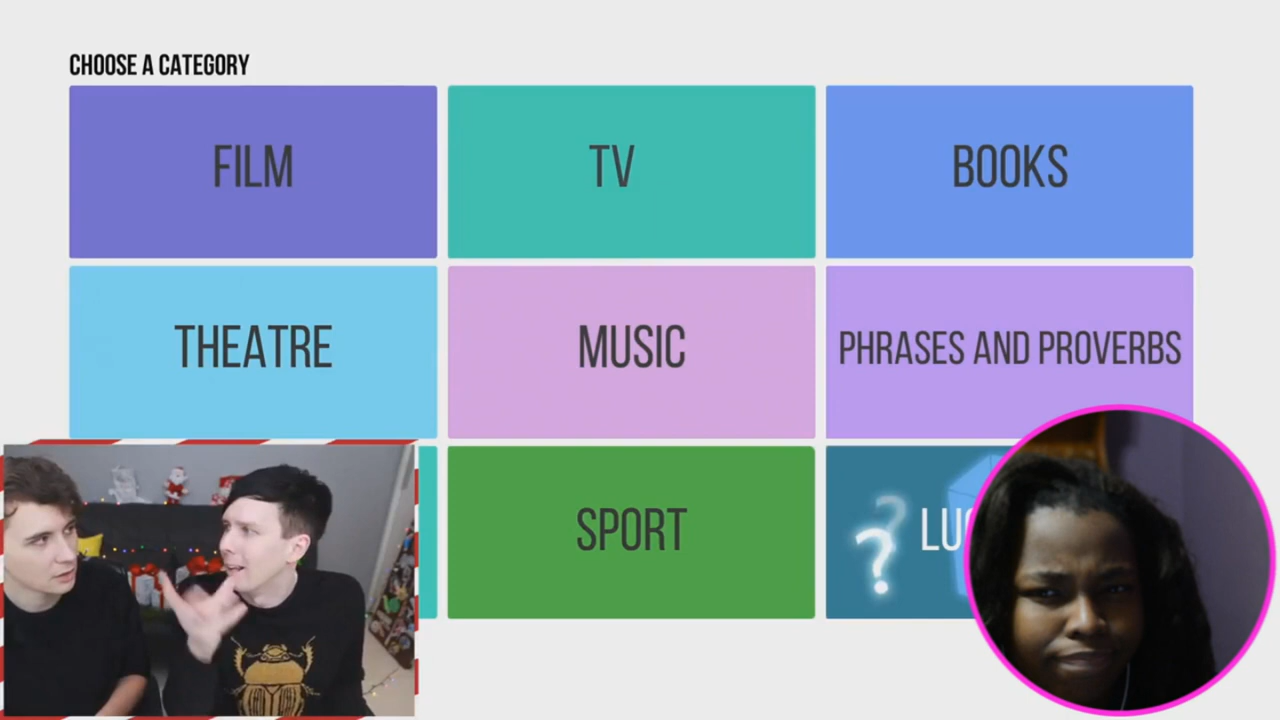 CHOOSE A CATEGORY
FILM
TV
BOOKS
THEATRE
MUSIC
PHRASES AND PROVERBS
SPORT
? ?